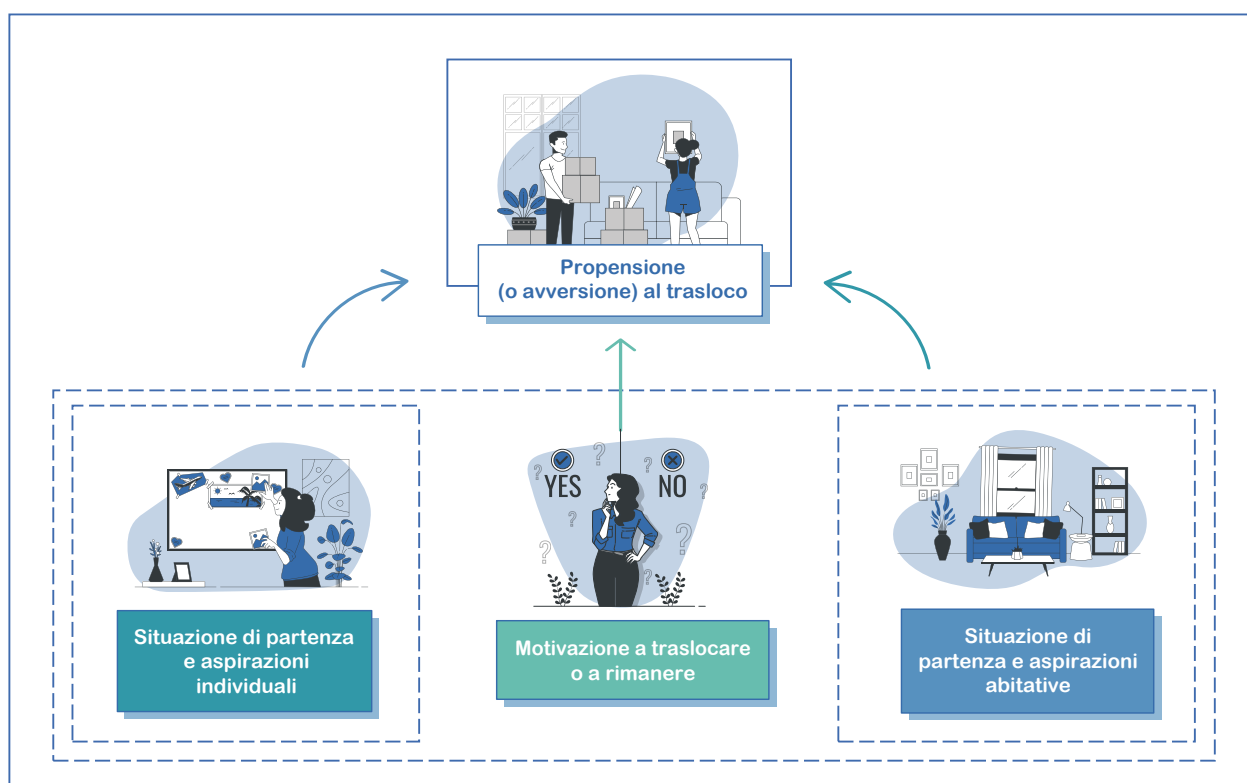 Propensione
(o avversione) al trasloco
YES
NO
Situazione di partenza
e aspirazioni
individuali
Motivazione a traslocare
o a rimanere
Situazione di
partenza e aspirazioni
abitative